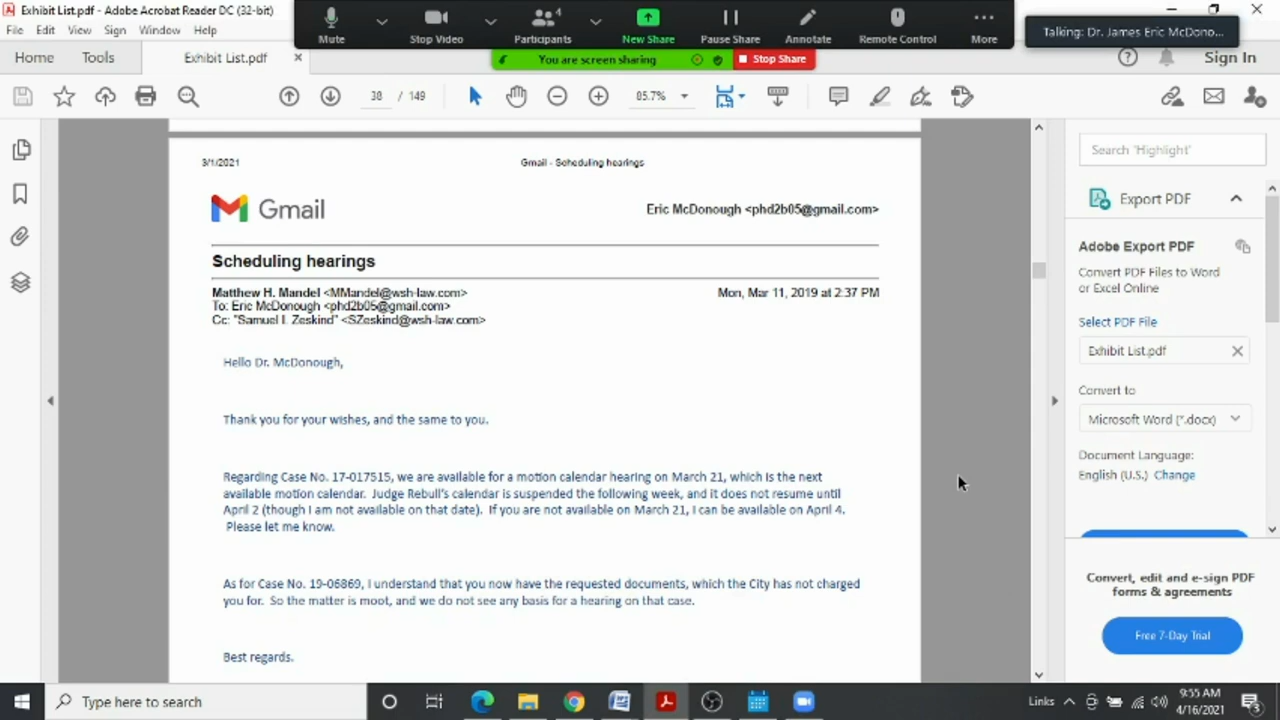 Exhibit List.pdf - Adobe Acrobat Reader DC (32-bit)
File Edit View Sign Window Help
Mute
Stop Video
4
Participants
New Share
Pause Share
Annotate
Remote Control
More
Talking: Dr. James Eric McDono...
You are screen sharing
Stop Share
Home
Tools
Exhibit List.pdf
Sign In
38 / 149
85.7%
3/1/2021
Gmail - Scheduling hearings
Gmail
Eric McDonough <phd2b05@gmail.com>
Scheduling hearings
Matthew H. Mandel <MMandel@wsh-law.com>
Mon, Mar 11, 2019 at 2:37 PM
To: Eric McDonough <phd2b05@gmail.com>
Cc: "Samuel I. Zeskind" <SZeskind@wsh-law.com>
Hello Dr. McDonough,
Thank you for your wishes, and the same to you.
Regarding Case No. 17-017515, we are available for a motion calendar hearing on March 21, which is the next
available motion calendar. Judge Rebull's calendar is suspended the following week, and it does not resume until
April 2 (though I am not available on that date). If you are not available on March 21, I can be available on April 4.
Please let me know.
As for Case No. 19-06869, I understand that you now have the requested documents, which the City has not charged
you for. So the matter is moot, and we do not see any basis for a hearing on that case.
Best regards.
Search 'Highlight'
Export PDF
Adobe Export PDF
Convert PDF Files to Word
or Excel Online
Select PDF File
Exhibit List.pdf
Convert to
Microsoft Word (*.docx)
Document Language:
English (U.S.) Change
Convert, edit and e-sign PDF
forms & agreements
Free 7-Day Trial
Type here to search
Links
9:55 AM
4/16/2021
3